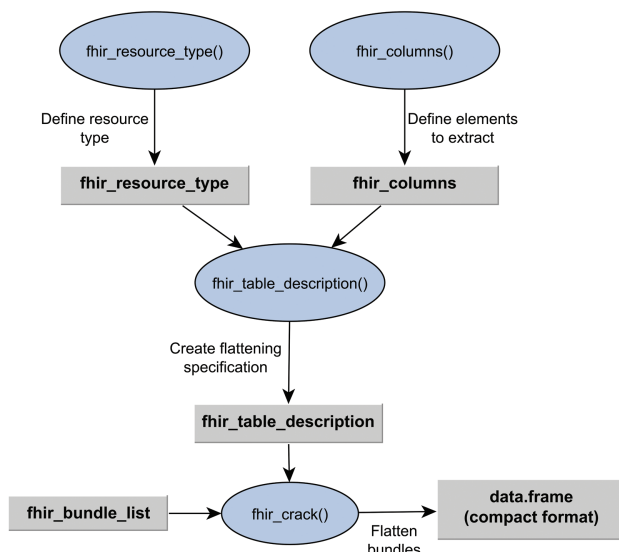 fhir_resource_type()
fhir_columns()
Define resource
type
Define elements
to extract
fhir_resource_type
fhir_columns
fhir_table_description()
Create flattening
specification
fhir_table_description
fhir_bundle_list
fhir_crack()
Flatten
bundles
data.frame
(compact format)